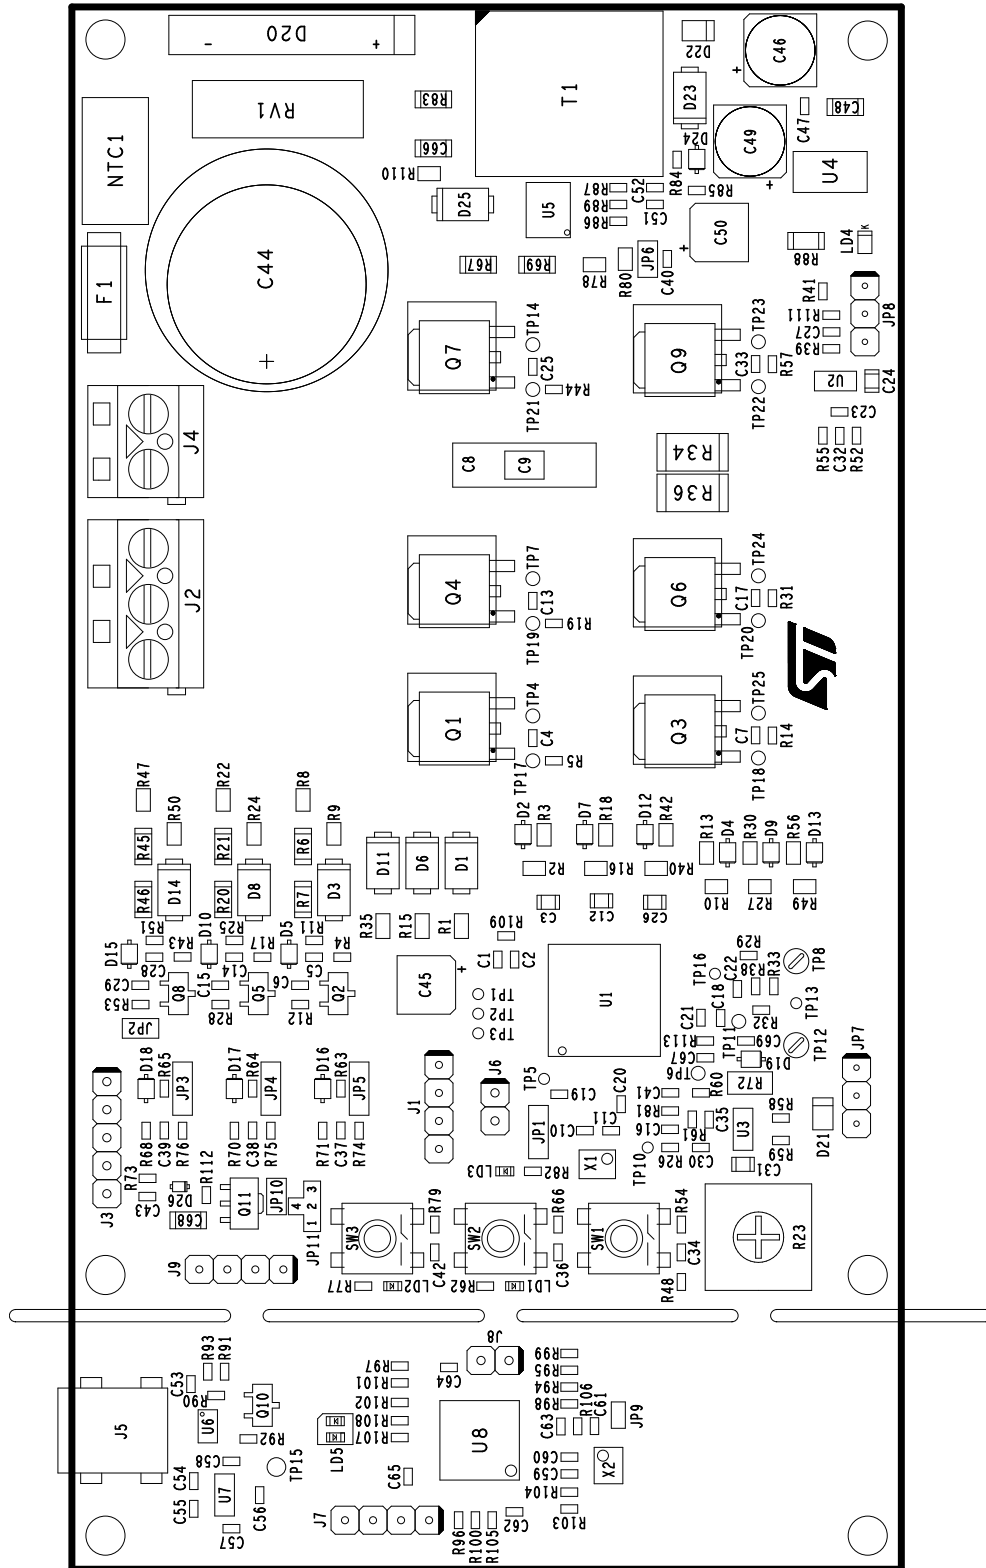 D20
- +
RV1
NTC1
F1
C44
+
R83
C66
R110
D25
T1
D22
C46
+
D23
D24
C47
C48
C49
+
U4
R84
R85
R87
R89
R86
C52
C51
U5
C50
+
LD4
K
R88
R67
R69
R78
R80
JP6
C40
R41
R111
C27
R39
JP8
Q7
TP14
C25
R44
TP21
Q9
TP23
C33
R57
TP22
U2
C24
C23
R55
C32
R52
J4
C8
C9
R34
R36
J2
Q4
TP7
C13
R19
TP19
Q6
TP24
C17
R31
TP20
ST
Q1
TP4
C4
R5
TP17
Q3
TP25
C7
R14
TP18
R47
R22
R8
R50
R24
R9
R45
R21
R6
R46
R20
R7
D14
D8
D3
D11
D6
D1
D2
R3
D7
R18
D12
R42
R13
D4
R30
D9
R56
D13
R2
R16
R40
R10
R27
R49
C3
C12
C26
R51
D10
R25
D5
R11
R35
R15
R1
R109
D15
R43
R17
R4
C28
C14
C5
C29
Q8
C15
Q5
C6
Q2
R53
R28
R12
JP2
C45
+
C1
C2
TP1
TP2
TP3
U1
R29
TP16
C22
R38
R33
TP8
C21
C18
R32
TP13
R113
TP11
C69
TP12
C67
D19
JP7
TP6
R60
R72
D18
R65
D17
R64
D16
R63
JP3
JP4
JP5
J1
J6
TP5
C19
C20
C41
R81
C16
R26
R61
C35
U3
R58
R59
D21
C30
C31
JP1
C10
C11
X1
TP10
LD3
R82
R68
C39
R76
R70
C38
R75
R71
C37
R74
R73
J3
C43
D26
R112
C68
Q11
JP10
JP11
4
1 2 3
J9
SW3
R79
C42
SW2
R66
C36
SW1
R54
C34
R48
R23
R77
LD2
R62
LD1
J8
R93
R91
C53
R90
U6
Q10
R92
J5
C54
C58
U7
C55
C56
C57
TP15
R97
R101
R102
R108
R107
LD5
C64
C65
U8
R99
R95
R94
R98
C63
R106
C61
JP9
C60
C59
R104
R103
X2
J7
R96
R100
R105
C62